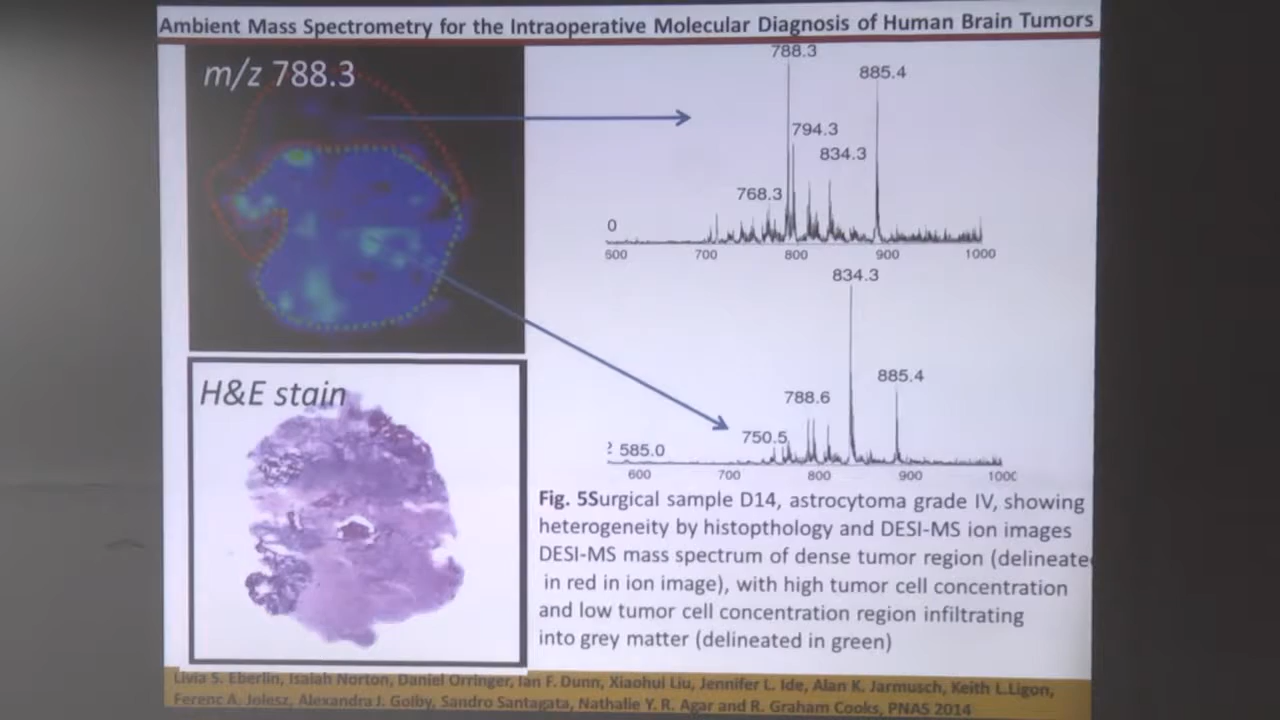 Ambient Mass Spectrometry for the Intraoperative Molecular Diagnosis of Human Brain Tumors
m/z 788.3
788.3
885.4
794.3
834.3
768.3
0
600
700
800
900
1000
834.3
885.4
788.6
750.5
585.0
600
700
800
900
H&E stain
Fig. 5Surgical sample D14, astrocytoma grade IV, showing
heterogeneity by histopthology and DESI-MS ion images
DESI-MS mass spectrum of dense tumor region (delineate
in red in ion image), with high tumor cell concentration
and low tumor cell concentration region infiltrating
into grey matter (delineated in green)
Livia S. Eberlin, Isaiah Norton, Daniel Orringer, Ian F. Dunn, Xiaohui Liu, Jennifer L. Ide, Alan K. Jarmusch, Keith L.Ligon,
Ferenc A. Jolesz, Alexandra J. Golby, Sandro Santagata, Nathalie Y. R. Agar and R. Graham Cooks, PNAS 2014